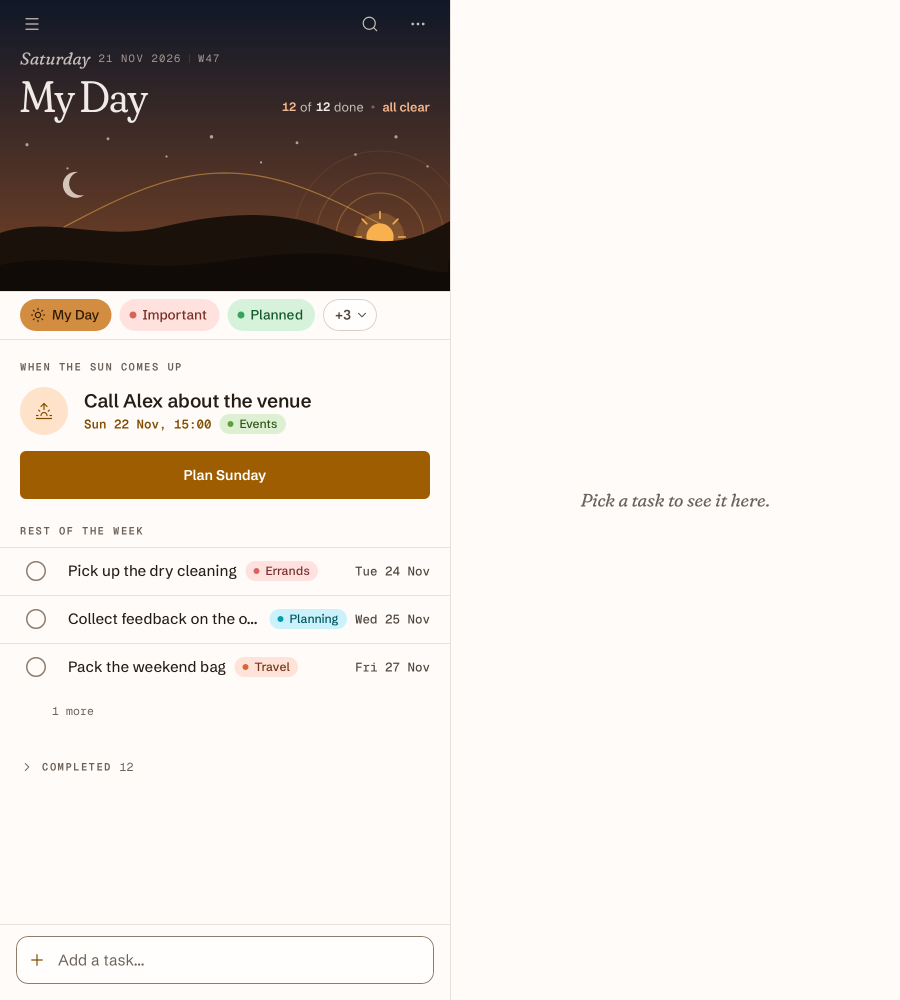 Saturday 21 NOV 2026 W47
My Day
12 of 12 done • all clear
My Day
Important
Planned
+3
WHEN THE SUN COMES UP
Call Alex about the venue
Sun 22 Nov, 15:00 Events
Plan Sunday
REST OF THE WEEK
Pick up the dry cleaning Errands Tue 24 Nov
Collect feedback on the o... Planning Wed 25 Nov
Pack the weekend bag Travel Fri 27 Nov
1 more
COMPLETED 12
Add a task...
Pick a task to see it here.